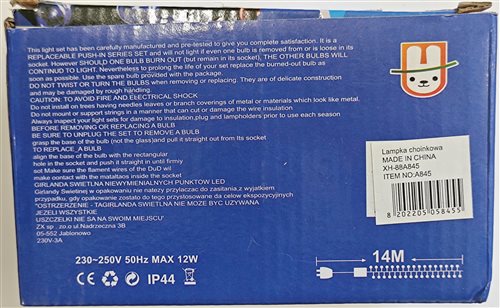 This light set has been carefully manufactured and pre-tested to give you complete satisfaction. It is a
REPLACEABLE PUSH-IN SERIES SET and will not light if even one bulb is removed from or is loose in its
socket. However SHOULD ONE BULB BURN OUT (but remain in its socket), THE OTHER BULBS WILL
CONTINUD TO LIGHT. Nevertheless to prolong the life of your set replace the burned-out bulb as
soon as possible. Use the spare bulb provided with the package.
DO NOT TWIST OR TURN THE BULBS WHEN removing or replacing. They are of delicate construction
and may be damaged by rough handling.
CAUTION. TO AVOID FIRE AND ELECTRICAL SHOCK
Do not install on trees having needles leaves or branch coverings of metal or materials which look like metal.
Do not mount or support strings in a manner that can cut or damage the wire insulation
Always inspect your light sets for damage to insulation,plug and lampholders prior to use each season
BEFORE REMOVING OR REPLACING A BULB
BE SURE TO UNPLUG THE SET TO REMOVE A BULB
grasp the base of the bulb (not the glass)and pull it straight out from its socket
TO REPLACE_A BULB
align the base of the bulb with the rectangular
hole in the socket and push it straight in until firmly
set Make sure the flament wires of the DuD wil
make contact with the metaltaos inside the socket
GIRLANDA SWIETLNA NIEWYMIENIALNYCH PUNKTOW LED
Girlandy Swietlnej w opakowaniu nie nalezy przylaczac do zasitania,z wyjatkiem
przypadku, gdy opakowanie zostato do tego przystosowane do celow ekspozycyjnych
"OSTRZEZENIE - TAGIRLANDA SWIETLNA NIE MOZE BYC UZYWANA
JEZELI WSZYSTKIE
USZCZELKI NIE SA NA SWOIM MIEJSCU"
ZX sp . zo.o ul.Nadrzeczna 3B
05-552 Jablonowo
230V-3A
230~250V 50Hz MAX 12W
CE IP44
14M
Lampka choinkowa
MADE IN CHINA
XH-88A845
ITEM NO:A845
8202205058455